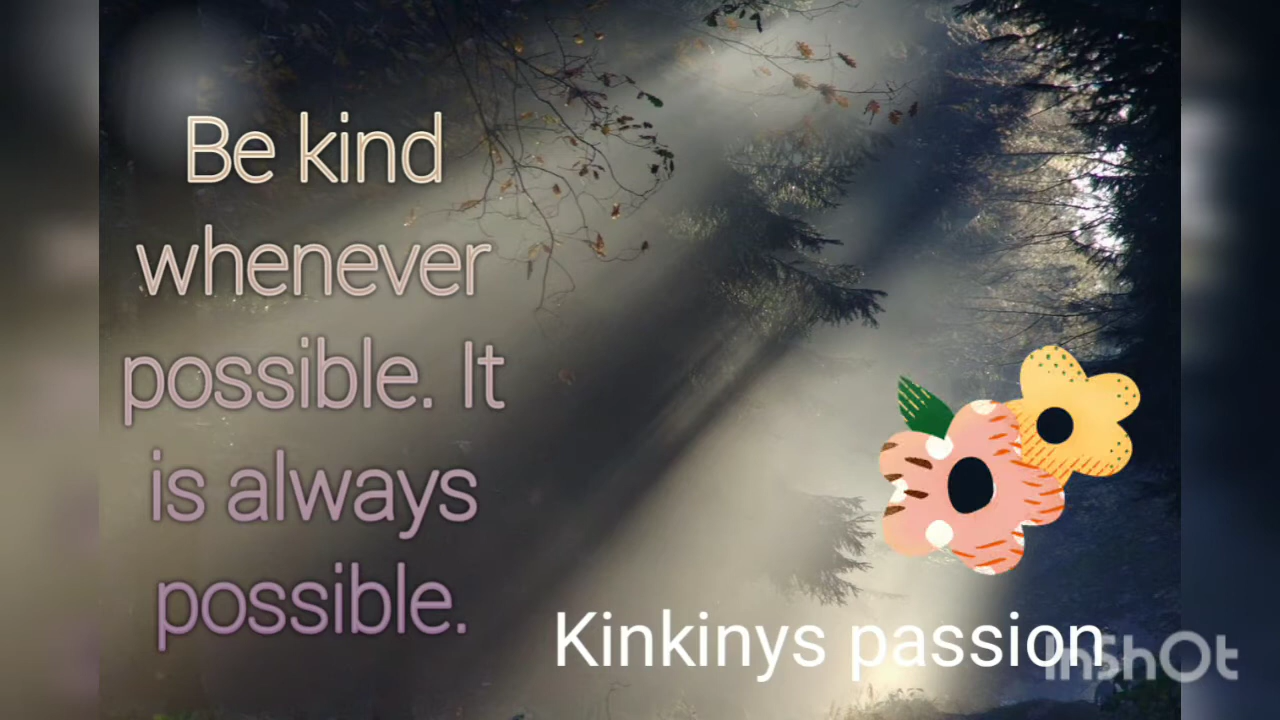 Be kind
whenever
possible. It
is always
possible.
Kinkinys passion
InShOt